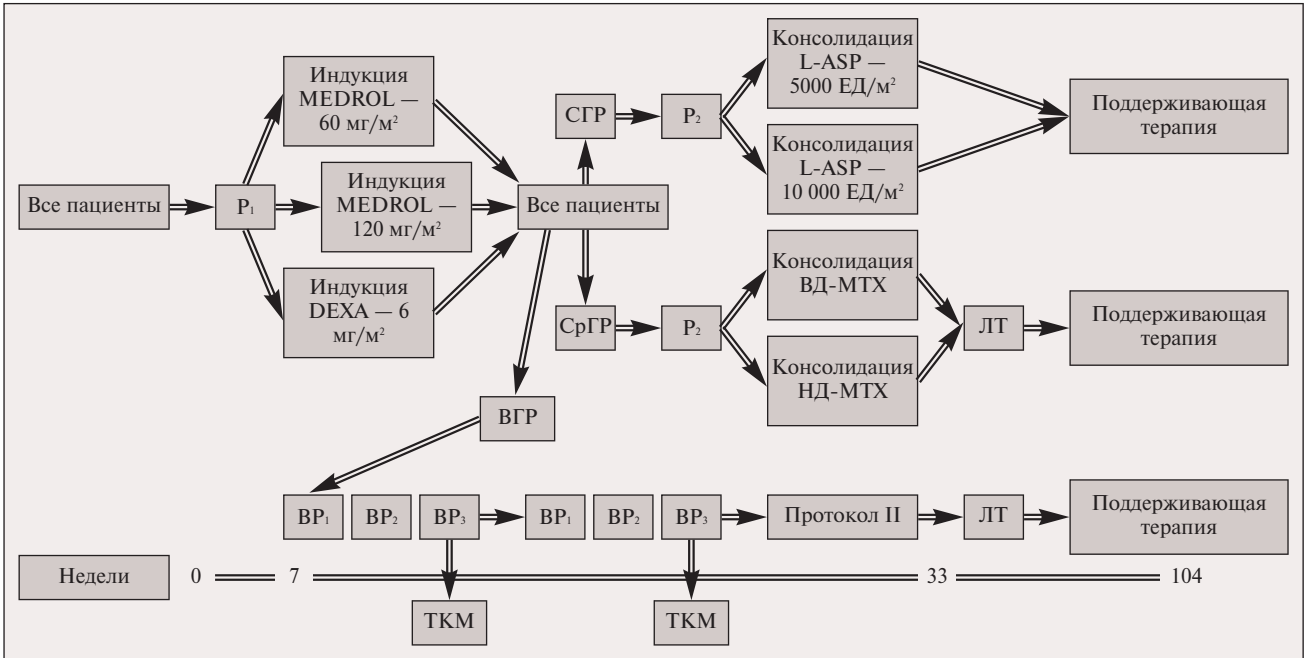 Все пациенты
Р₁
Индукция
MEDROL —
60 мг/м²
Индукция
MEDROL —
120 мг/м²
Индукция
DEXA — 6
мг/м²
Все пациенты
СГР
Р₂
Консолидация
L-ASP —
5000 ЕД/м²
Консолидация
L-ASP —
10 000 ЕД/м²
Поддерживающая
терапия
СрГР
Р₂
Консолидация
ВД-МТХ
Консолидация
НД-МТХ
ЛТ
Поддерживающая
терапия
ВГР
ВР₁
ВР₂
ВР₃
ВР₁
ВР₂
ВР₃
Протокол II
ЛТ
Поддерживающая
терапия
Недели
0
7
33
104
ТКМ
ТКМ